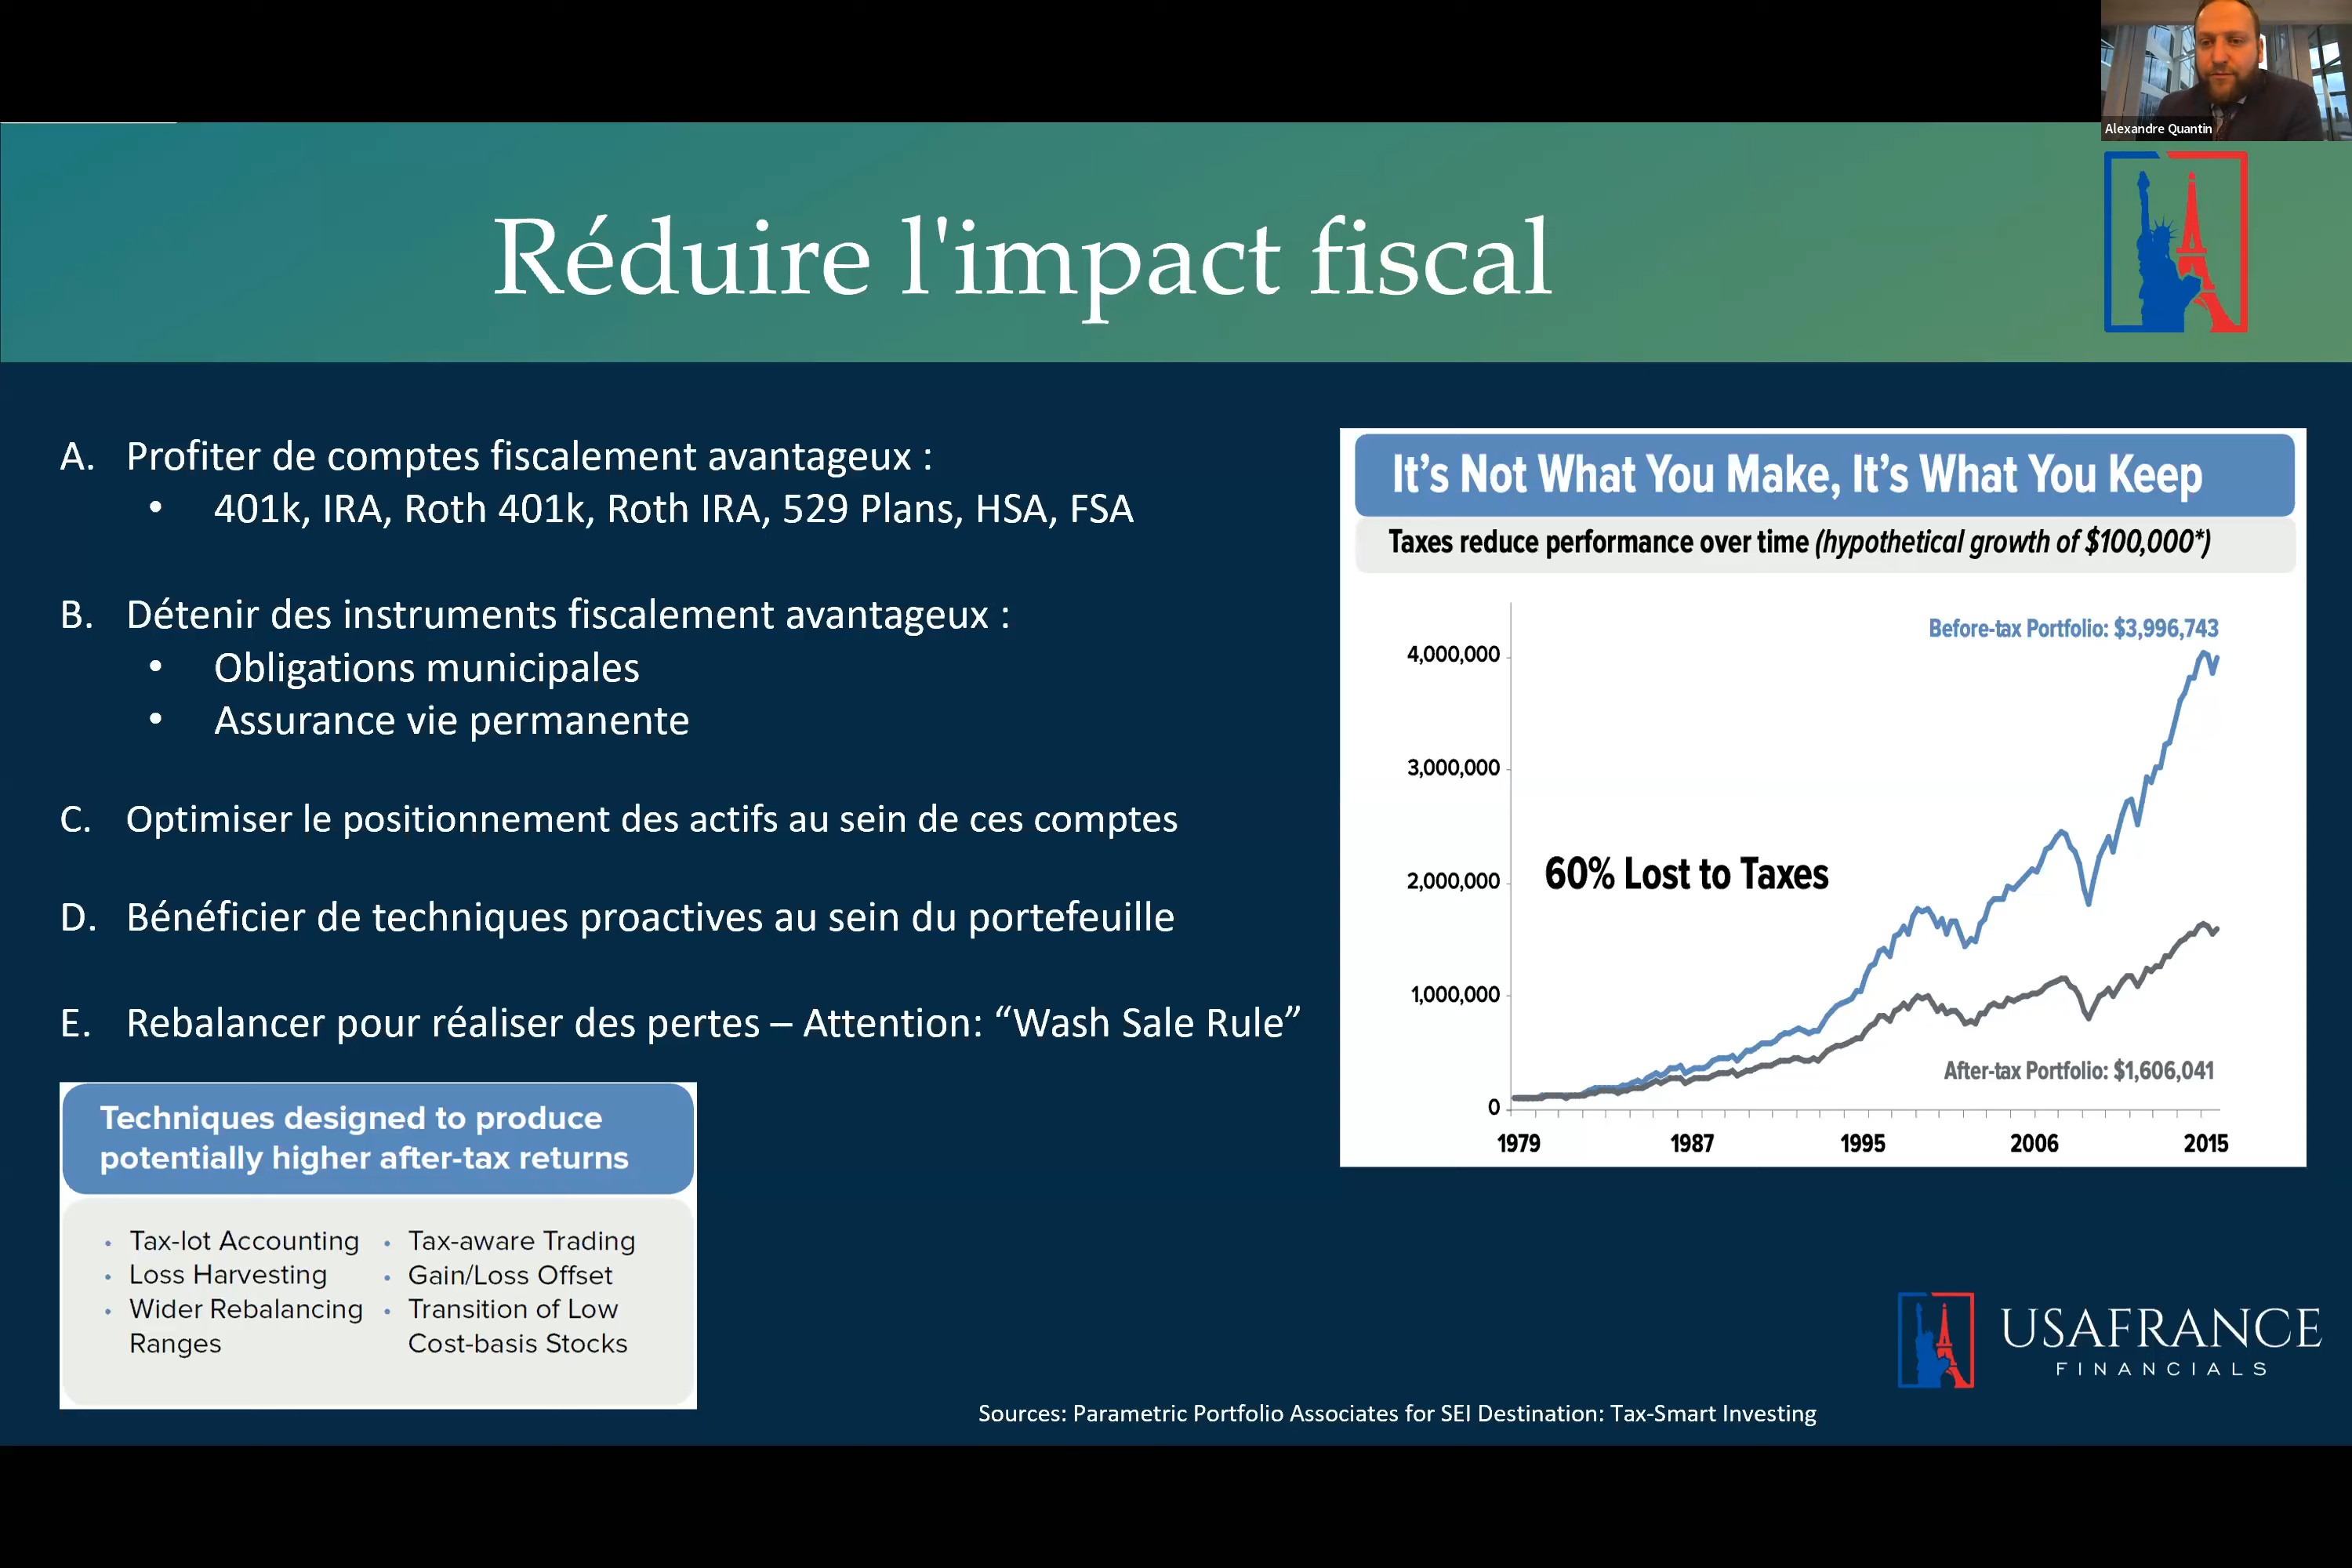 Alexandre Quantin
Réduire l'impact fiscal
A. Profiter de comptes fiscalement avantageux :
• 401k, IRA, Roth 401k, Roth IRA, 529 Plans, HSA, FSA
B. Détenir des instruments fiscalement avantageux :
• Obligations municipales
• Assurance vie permanente
C. Optimiser le positionnement des actifs au sein de ces comptes
D. Bénéficier de techniques proactives au sein du portefeuille
E. Rebalancer pour réaliser des pertes – Attention: “Wash Sale Rule”
Techniques designed to produce
potentially higher after-tax returns
• Tax-lot Accounting
• Loss Harvesting
• Wider Rebalancing
Ranges
• Tax-aware Trading
• Gain/Loss Offset
• Transition of Low
Cost-basis Stocks
It’s Not What You Make, It’s What You Keep
Taxes reduce performance over time (hypothetical growth of $100,000*)
Before-tax Portfolio: $3,996,743
4,000,000
3,000,000
2,000,000
1,000,000
0
60% Lost to Taxes
After-tax Portfolio: $1,606,041
1979 1987 1995 2006 2015
USAFRANCE
FINANCIALS
Sources: Parametric Portfolio Associates for SEI Destination: Tax-Smart Investing